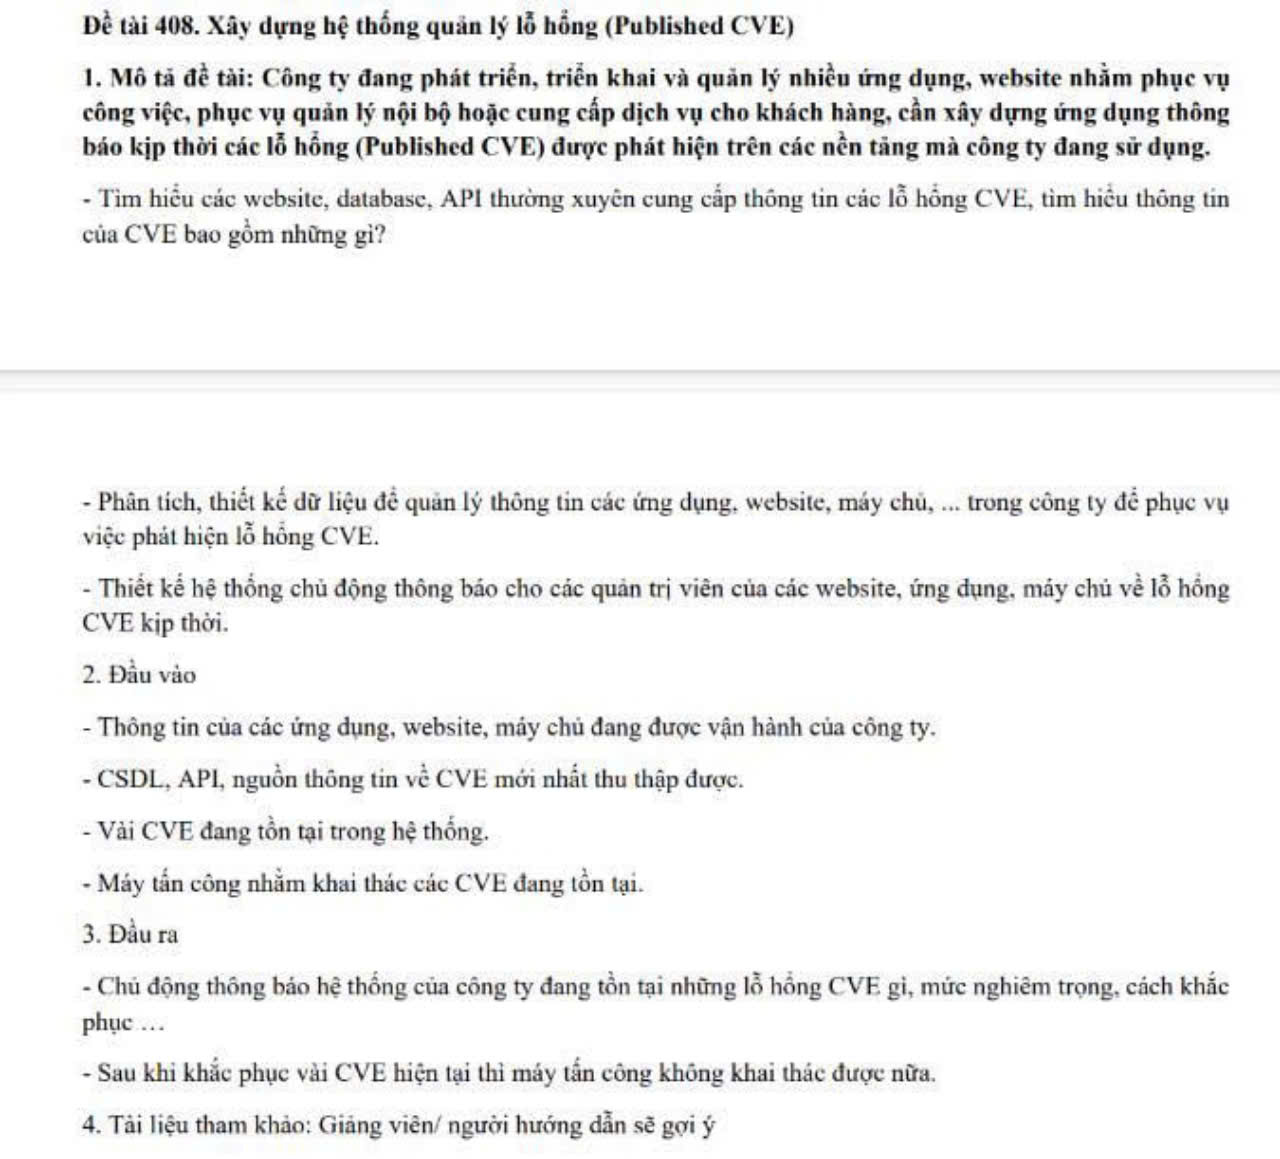 Đề tài 408. Xây dựng hệ thống quản lý lỗ hổng (Published CVE)
1. Mô tả đề tài: Công ty đang phát triển, triển khai và quản lý nhiều ứng dụng, website nhằm phục vụ
công việc, phục vụ quản lý nội bộ hoặc cung cấp dịch vụ cho khách hàng, cần xây dựng ứng dụng thông
báo kịp thời các lỗ hổng (Published CVE) được phát hiện trên các nền tảng mà công ty đang sử dụng.
- Tìm hiểu các website, database, API thường xuyên cung cấp thông tin các lỗ hổng CVE, tìm hiểu thông tin
của CVE bao gồm những gì?
- Phân tích, thiết kế dữ liệu để quản lý thông tin các ứng dụng, website, máy chủ, ... trong công ty để phục vụ
việc phát hiện lỗ hổng CVE.
- Thiết kế hệ thống chủ động thông báo cho các quản trị viên của các website, ứng dụng, máy chủ về lỗ hổng
CVE kịp thời.
2. Đầu vào
- Thông tin của các ứng dụng, website, máy chủ đang được vận hành của công ty.
- CSDL, API, nguồn thông tin về CVE mới nhất thu thập được.
- Vài CVE đang tồn tại trong hệ thống.
- Máy tấn công nhằm khai thác các CVE đang tồn tại.
3. Đầu ra
- Chủ động thông báo hệ thống của công ty đang tồn tại những lỗ hổng CVE gì, mức nghiêm trọng, cách khắc
phục …
- Sau khi khắc phục vài CVE hiện tại thì máy tấn công không khai thác được nữa.
4. Tài liệu tham khảo: Giảng viên/ người hướng dẫn sẽ gợi ý